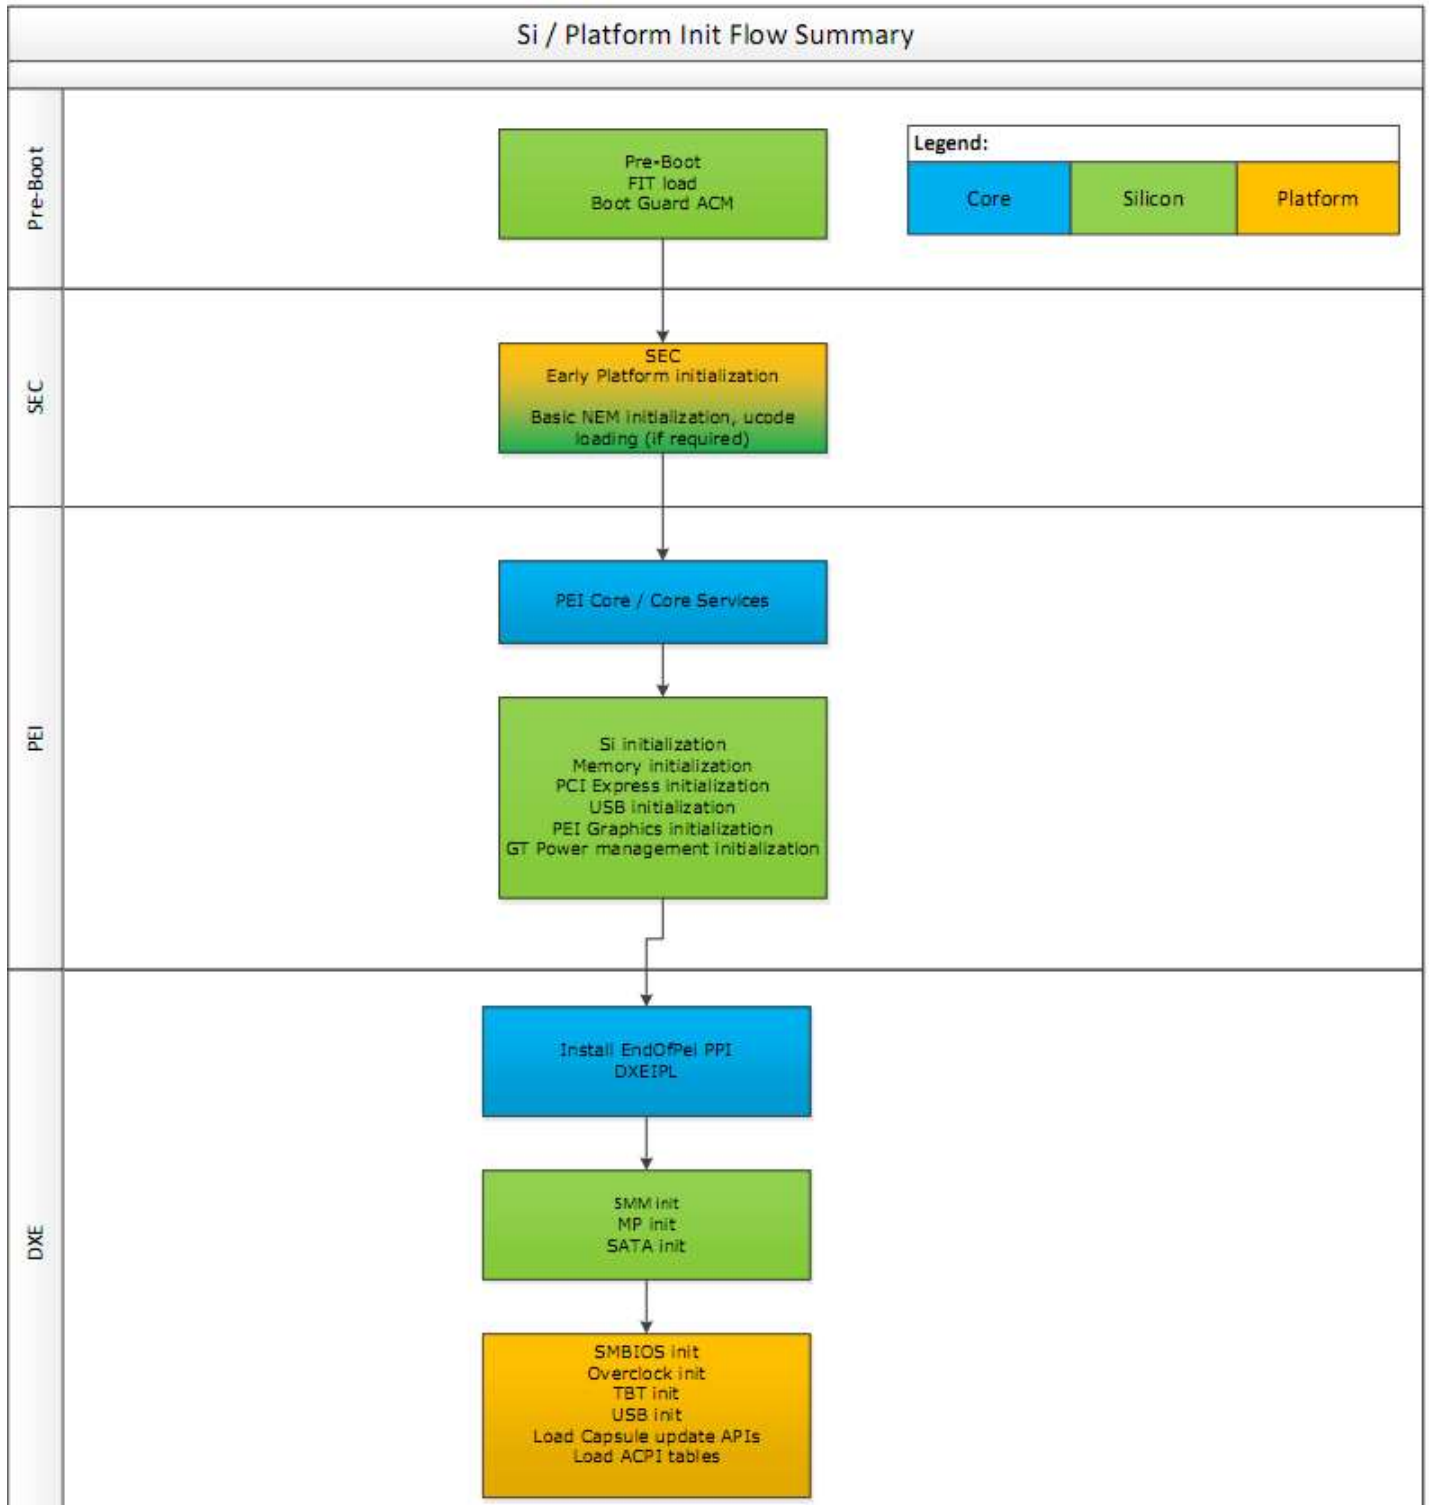 Si / Platform Init Flow Summary
Pre-Boot
Pre-Boot
FIT load
Boot Guard ACM
Legend:
Core
Silicon
Platform
SEC
SEC
Early Platform initialization
Basic NEM initialization, ucode
loading (if required)
PEI
PEI Core / Core Services
Si initialization
Memory initialization
PCI Express initialization
USB initialization
PEI Graphics initialization
GT Power management initialization
DXE
Install EndOfPei PPI
DXEIPL
SMM init
MP init
SATA init
SMBIOS init
Overclock init
TBT init
USB init
Load Capsule update APIs
Load ACPI tables